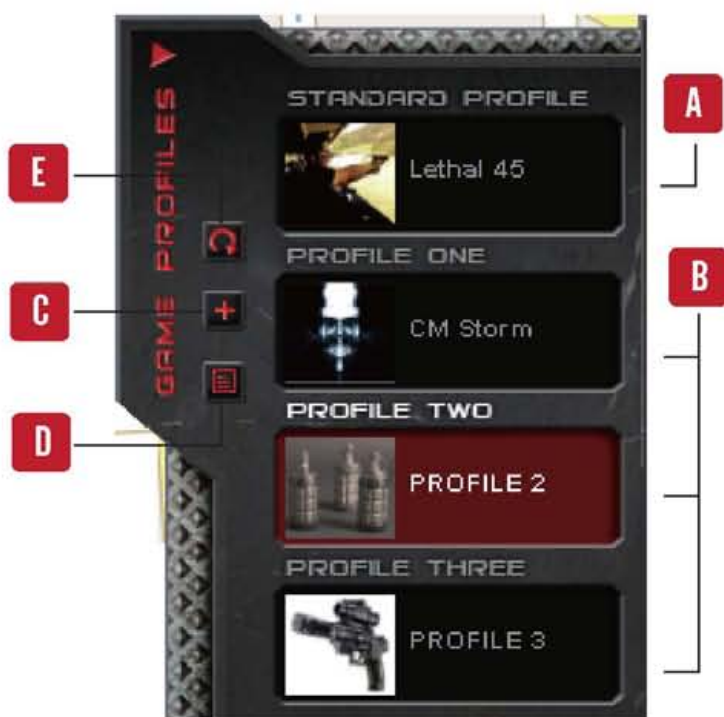 A
STANDARD PROFILE
Lethal 45
E
GAME PROFILES
PROFILE ONE
B
C
+
CM Storm
D
PROFILE TWO
PROFILE 2
PROFILE THREE
PROFILE 3